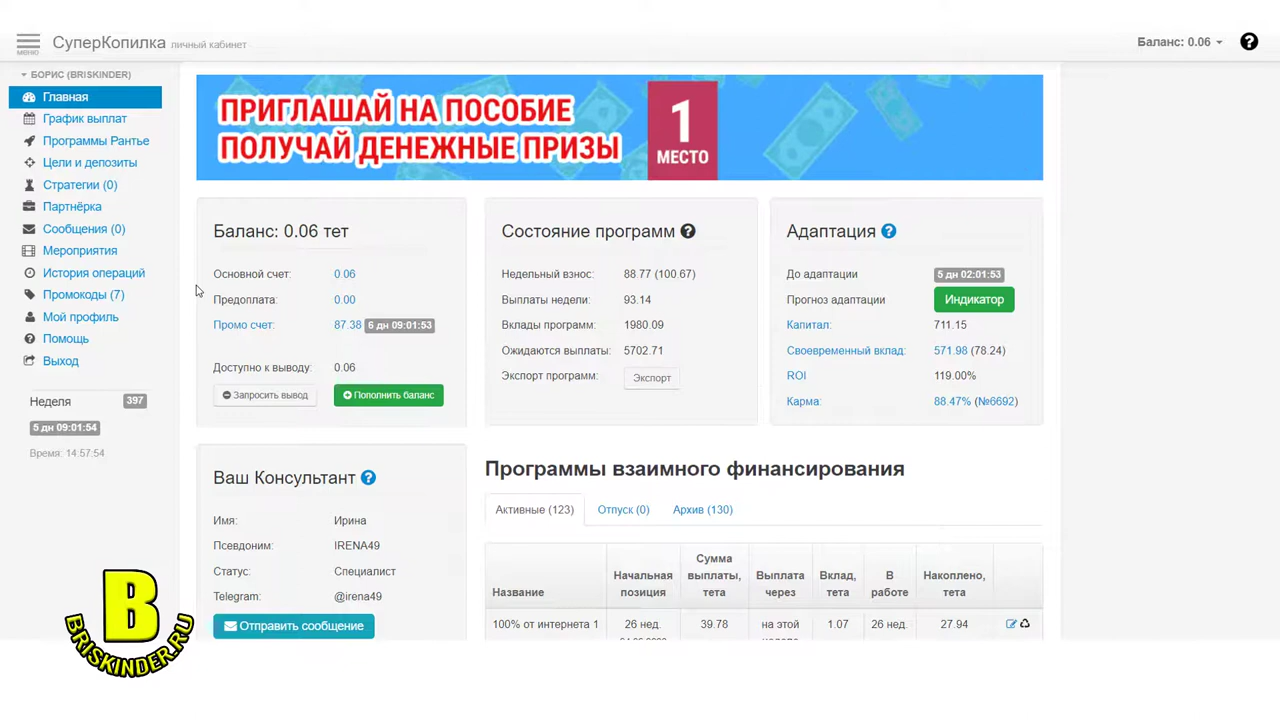 меню
СуперКопилка личный кабинет
Баланс: 0.06
БОРИС (BRISKINDER)
Главная
График выплат
Программы Рантье
Цели и депозиты
Стратегии (0)
Партнёрка
Сообщения (0)
Мероприятия
История операций
Промокоды (7)
Мой профиль
Помощь
Выход
Неделя 397
5 дн 09:01:54
Время: 14:57:54
ПРИГЛАШАЙ НА ПОСОБИЕ
ПОЛУЧАЙ ДЕНЕЖНЫЕ ПРИЗЫ
1
МЕСТО
Баланс: 0.06 тет
Основной счет: 0.06
Предоплата: 0.00
Промо счет: 87.38 6 дн 09:01:53
Доступно к выводу: 0.06
Запросить вывод Пополнить баланс
Состояние программ
Недельный взнос: 88.77 (100.67)
Выплаты недели: 93.14
Вклады программ: 1980.09
Ожидаются выплаты: 5702.71
Экспорт программ: Экспорт
Адаптация
До адаптации 5 дн 02:01:53
Прогноз адаптации Индикатор
Капитал: 711.15
Своевременный вклад: 571.98 (78.24)
ROI 119.00%
Карма: 88.47% (№6692)
Ваш Консультант
Имя: Ирина
Псевдоним: IRENA49
Статус: Специалист
Telegram: @irena49
Отправить сообщение
Программы взаимного финансирования
Активные (123) Отпуск (0) Архив (130)
Название
Начальная
позиция
Сумма
выплаты,
тета
Выплата
через
Вклад,
тета
В
работе
Накоплено,
тета
100% от интернета 1 26 нед. 39.78 на этой 1.07 26 нед. 27.94
B
BRISKINDER.RU